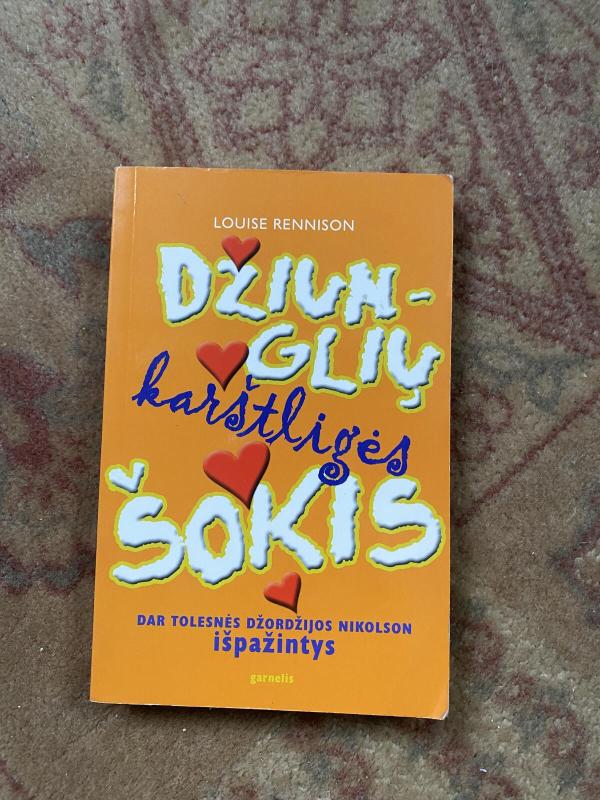 LOUISE RENNISON
DŽIUN-
GLIŲ
karštligės
ŠOKIS
DAR TOLESNĖS DŽORDŽIJOS NIKOLSON
išpažintys
garnelis